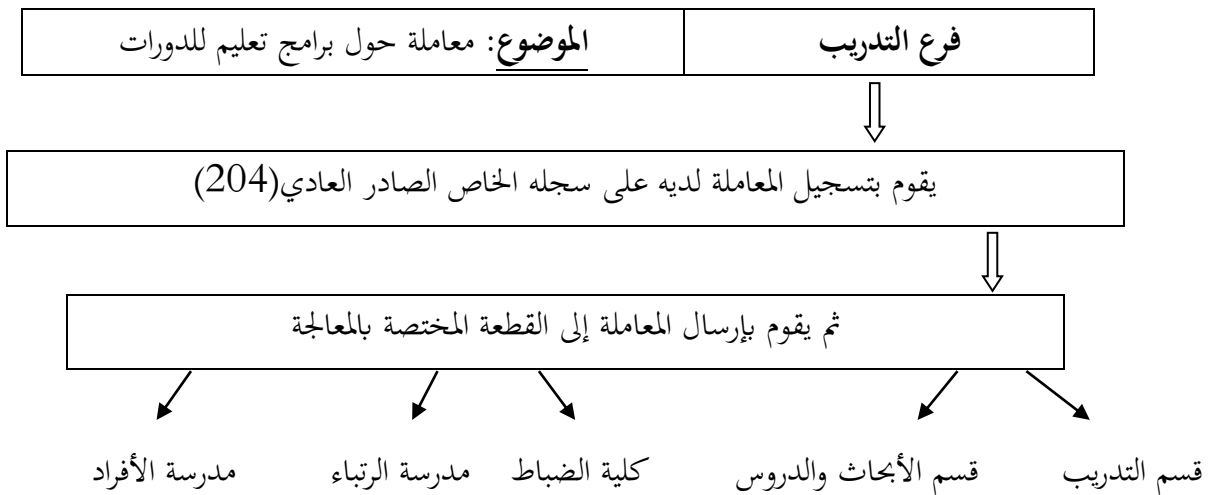 فرع التدريب الموضوع: معاملة حول برامج تعليم للدورات
يقوم بتسجيل المعاملة لديه على سجله الخاص الصادر العادي(204)
ثم يقوم بإرسال المعاملة إلى القطعة المختصة بالمعالجة
قسم التدريب قسم الأبحاث والدروس كلية الضباط مدرسة الرتباء مدرسة الأفراد